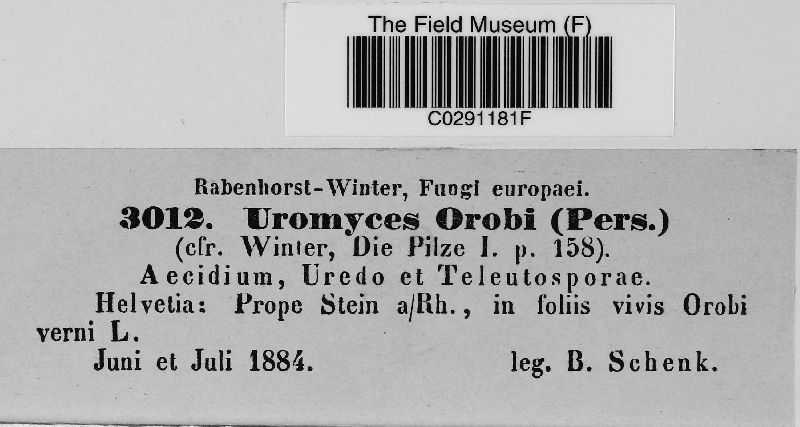 The Field Museum (F)
C0291181F
Rabenhorst-Winter, Fungi europaei.
3012. Uromyces Orobi (Pers.)
(cfr. Winter, Die Pilze I. p. 158).
Aecidium, Uredo et Teleutosporae.
Helvetia: Prope Stein a/Rh., in foliis vivis Orobi
verni L.
Juni et Juli 1884. leg. B. Schenk.